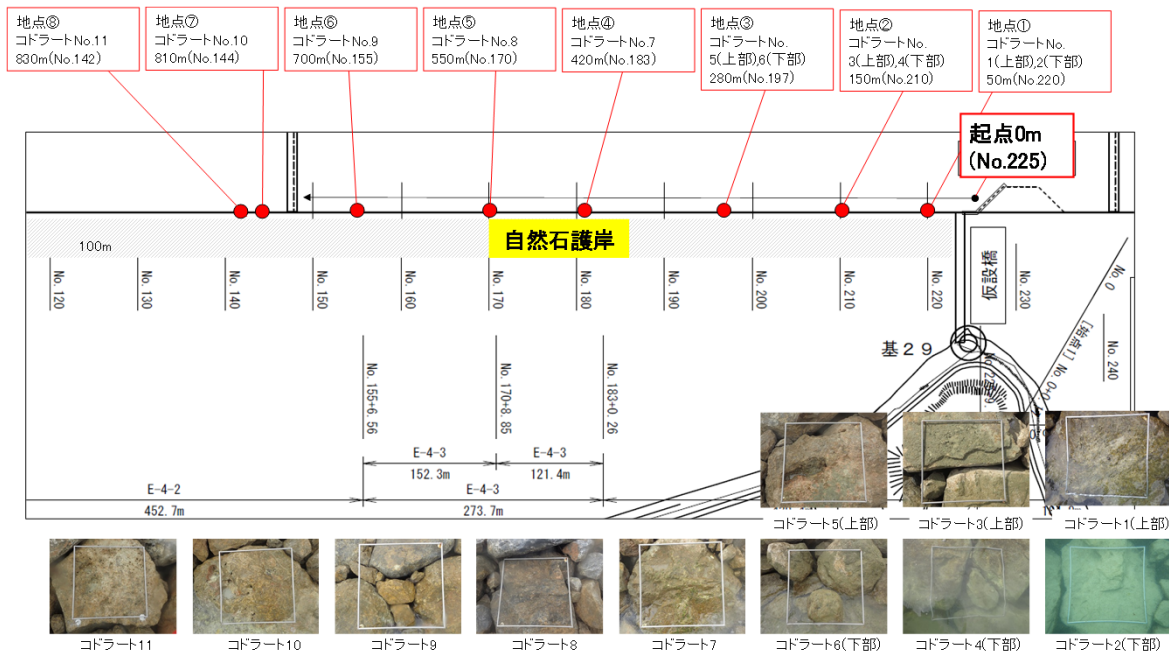 地点⑧
コドラートNo.11
830m(No.142)
地点⑦
コドラートNo.10
810m(No.144)
地点⑥
コドラートNo.9
700m(No.155)
地点⑤
コドラートNo.8
550m(No.170)
地点④
コドラートNo.7
420m(No.183)
地点③
コドラートNo.
5(上部),6(下部)
280m(No.197)
地点②
コドラートNo.
3(上部),4(下部)
150m(No.210)
地点①
コドラートNo.
1(上部),2(下部)
50m(No.220)
起点0m
(No.225)
自然石護岸
100m
No. 120
No. 130
No. 140
No. 150
No. 160
No. 170
No. 180
No. 190
No. 200
No. 210
No. 220
仮設橋
No. 230
No. 0
No. 240
基29
No. 155+6.56
No. 170+8.85
No. 183+0.26
E-4-3
152.3m
E-4-3
121.4m
E-4-2
452.7m
E-4-3
273.7m
コドラート5(上部)
コドラート3(上部)
コドラート1(上部)
コドラート11
コドラート10
コドラート9
コドラート8
コドラート7
コドラート6(下部)
コドラート4(下部)
コドラート2(下部)